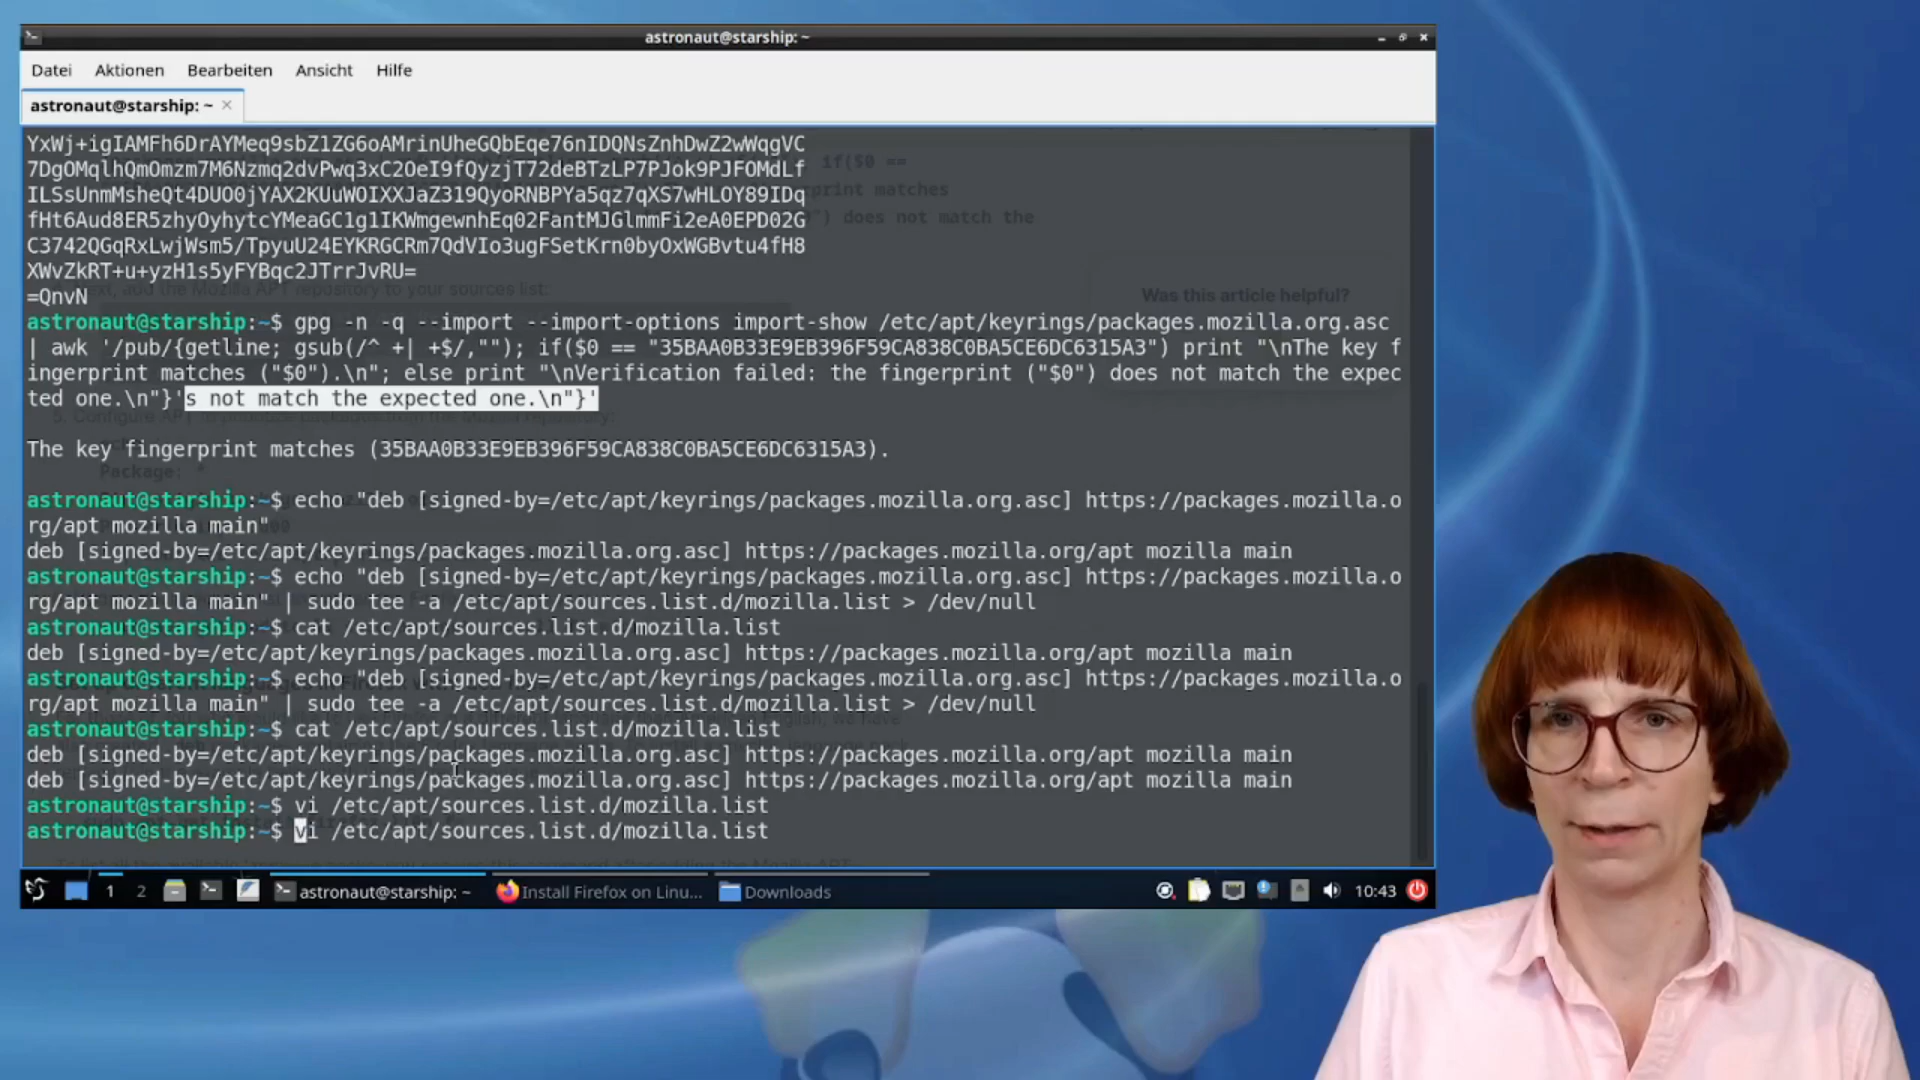 astronaut@starship: ~
Datei Aktionen Bearbeiten Ansicht Hilfe
astronaut@starship: ~
YxWj+igIAMFh6DrAYMeq9sbZ1ZG6oAMrinUheGQbEqe76nIDQNsZnhDwZ2wWqgVC
7DgOMqlhQmOmzm7M6Nzmq2dvPwq3xC2OeI9fQyzjT72deBTzLP7PJok9PJFOMdLf
ILSsUnmMsheQt4DUO0jYAX2KUuWOIXXJaZ319QyoRNBPYa5qz7qXS7wHLOY89IDq
fHt6Aud8ER5zhyOyhytcYMeaGC1g1IKWmgewnhEq02FantMJGlmmFi2eA0EPD02G
C3742QGqRxLwjWsm5/TpyuU24EYKRGCRm7QdVIo3ugFSetKrn0byOxWGBvtu4fH8
XWvZkRT+u+yzH1s5yFYBqc2JTrrJvRU=
=QnvN
astronaut@starship:~$ gpg -n -q --import --import-options import-show /etc/apt/keyrings/packages.mozilla.org.asc
| awk '/pub/{getline; gsub(/^ +| +$/,""); if($0 == "35BAA0B33E9EB396F59CA838C0BA5CE6DC6315A3") print "\nThe key f
ingerprint matches ("$0").\n"; else print "\nVerification failed: the fingerprint ("$0") does not match the expec
ted one.\n"}'s not match the expected one.\n"}'
The key fingerprint matches (35BAA0B33E9EB396F59CA838C0BA5CE6DC6315A3).
astronaut@starship:~$ echo "deb [signed-by=/etc/apt/keyrings/packages.mozilla.org.asc] https://packages.mozilla.o
rg/apt mozilla main"
deb [signed-by=/etc/apt/keyrings/packages.mozilla.org.asc] https://packages.mozilla.org/apt mozilla main
astronaut@starship:~$ echo "deb [signed-by=/etc/apt/keyrings/packages.mozilla.org.asc] https://packages.mozilla.o
rg/apt mozilla main" | sudo tee -a /etc/apt/sources.list.d/mozilla.list > /dev/null
astronaut@starship:~$ cat /etc/apt/sources.list.d/mozilla.list
deb [signed-by=/etc/apt/keyrings/packages.mozilla.org.asc] https://packages.mozilla.org/apt mozilla main
astronaut@starship:~$ echo "deb [signed-by=/etc/apt/keyrings/packages.mozilla.org.asc] https://packages.mozilla.o
rg/apt mozilla main" | sudo tee -a /etc/apt/sources.list.d/mozilla.list > /dev/null
astronaut@starship:~$ cat /etc/apt/sources.list.d/mozilla.list
deb [signed-by=/etc/apt/keyrings/packages.mozilla.org.asc] https://packages.mozilla.org/apt mozilla main
deb [signed-by=/etc/apt/keyrings/packages.mozilla.org.asc] https://packages.mozilla.org/apt mozilla main
astronaut@starship:~$ vi /etc/apt/sources.list.d/mozilla.list
astronaut@starship:~$ vi /etc/apt/sources.list.d/mozilla.list
Was this article helpful?
1 2 astronaut@starship: ~ Install Firefox on Linu... Downloads 10:43